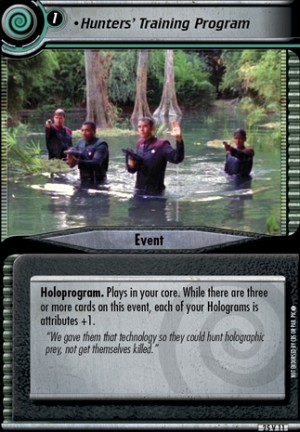 1
•Hunters' Training Program
Event
Holoprogram. Plays in your core. While there are three
or more cards on this event, each of your Holograms is
attributes +1.
"We gave them that technology so they could hunt holographic
prey, not get themselves killed."